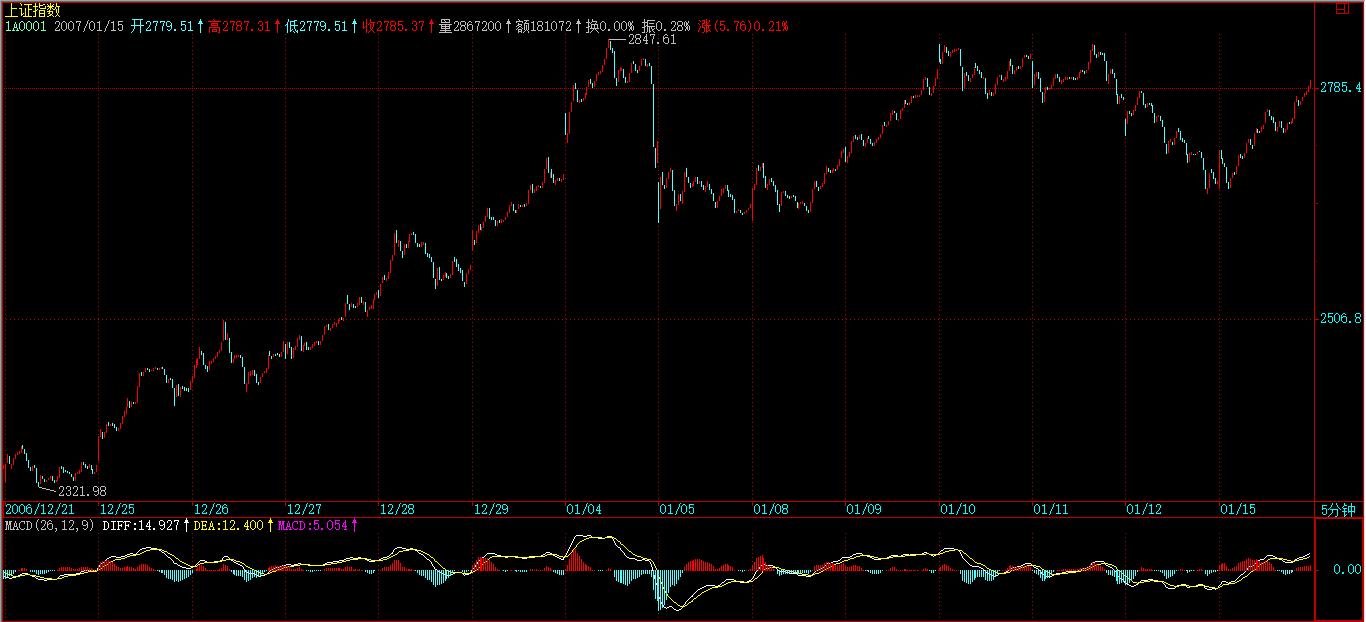 上证指数
1A0001 2007/01/15 开2779.51↑高2787.31↑低2779.51↑收2785.37↑量2867200↑额181072↑换0.00% 振0.28% 涨(5.76)0.21%
2847.61
2785.4
2506.8
2321.98
2006/12/21 12/25 12/26 12/27 12/28 12/29 01/04 01/05 01/08 01/09 01/10 01/11 01/12 01/15 5分钟
MACD(26,12,9) DIFF:14.927↑DEA:12.400↑MACD:5.054↑
0.00